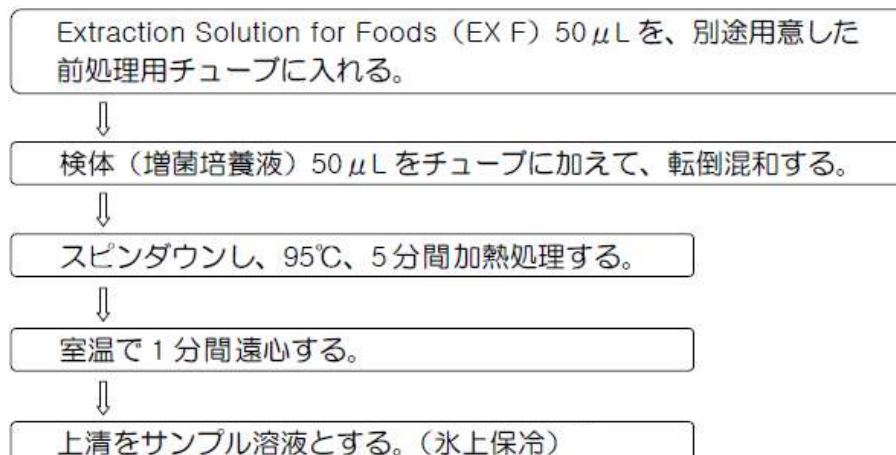 Extraction Solution for Foods（EX F）50μLを、別途用意した
前処理用チューブに入れる。
⇩
検体（増菌培養液）50μLをチューブに加えて、転倒混和する。
⇩
スピンダウンし、95℃、5分間加熱処理する。
⇩
室温で1分間遠心する。
⇩
上清をサンプル溶液とする。（氷上保冷）